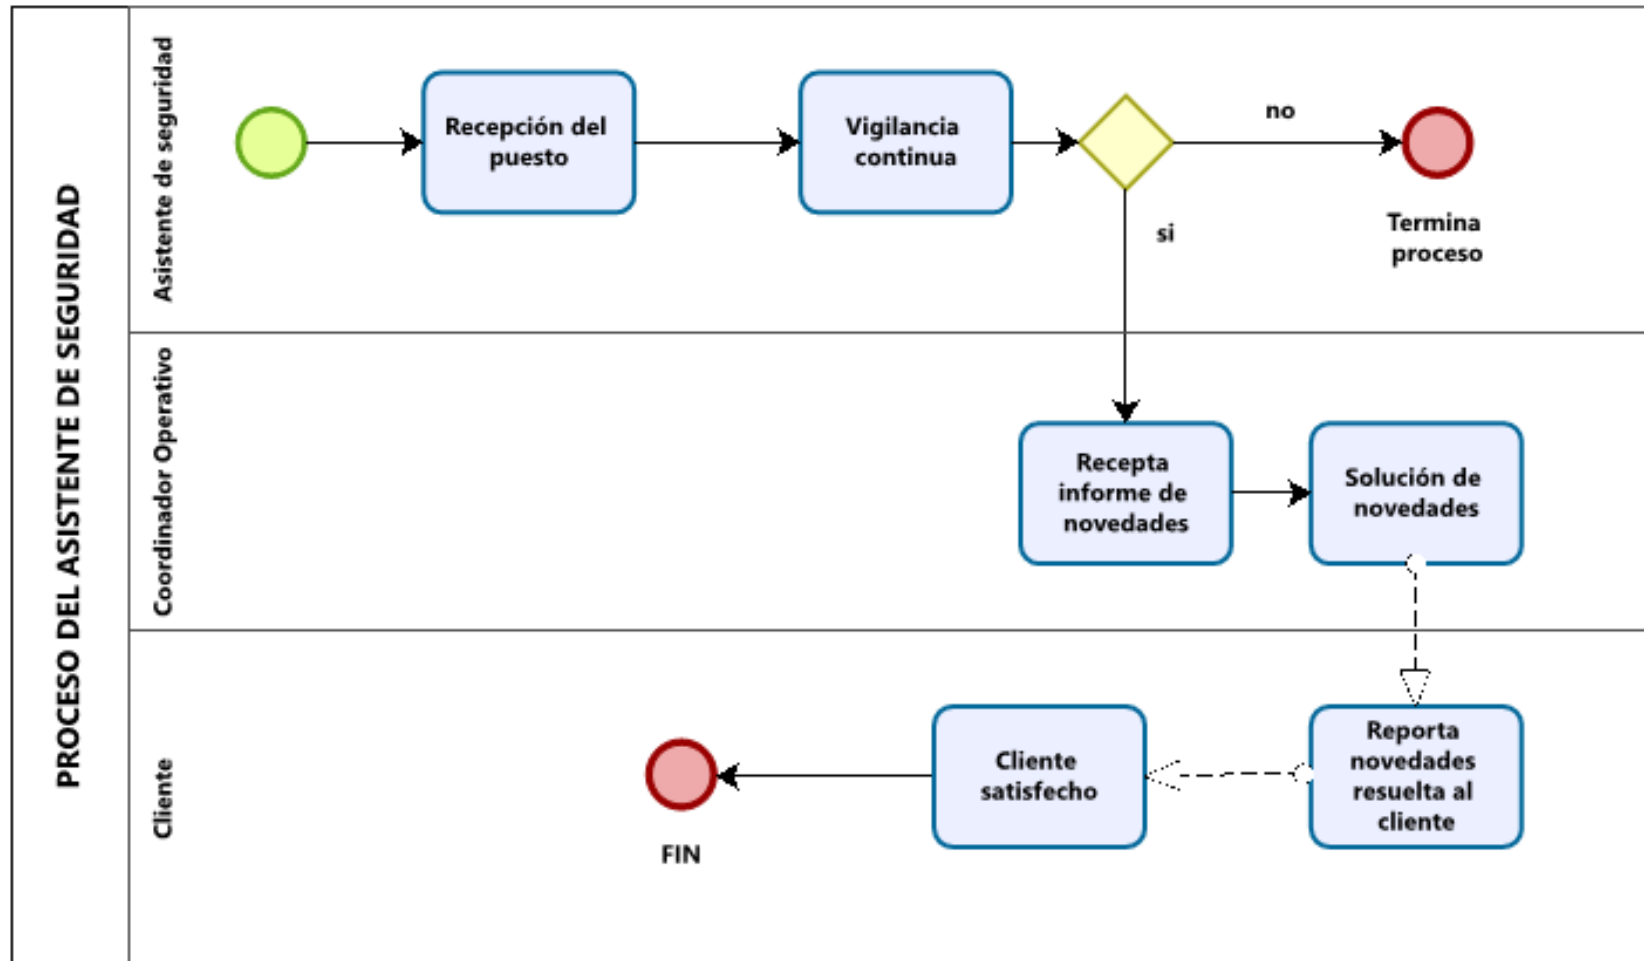 PROCESO DEL ASISTENTE DE SEGURIDAD
Asistente de seguridad
Recepción del
puesto
Vigilancia
continua
no
si
Termina
proceso
Coordinador Operativo
Recepta
informe de
novedades
Solución de
novedades
Cliente
FIN
Cliente
satisfecho
Reporta
novedades
resuelta al
cliente